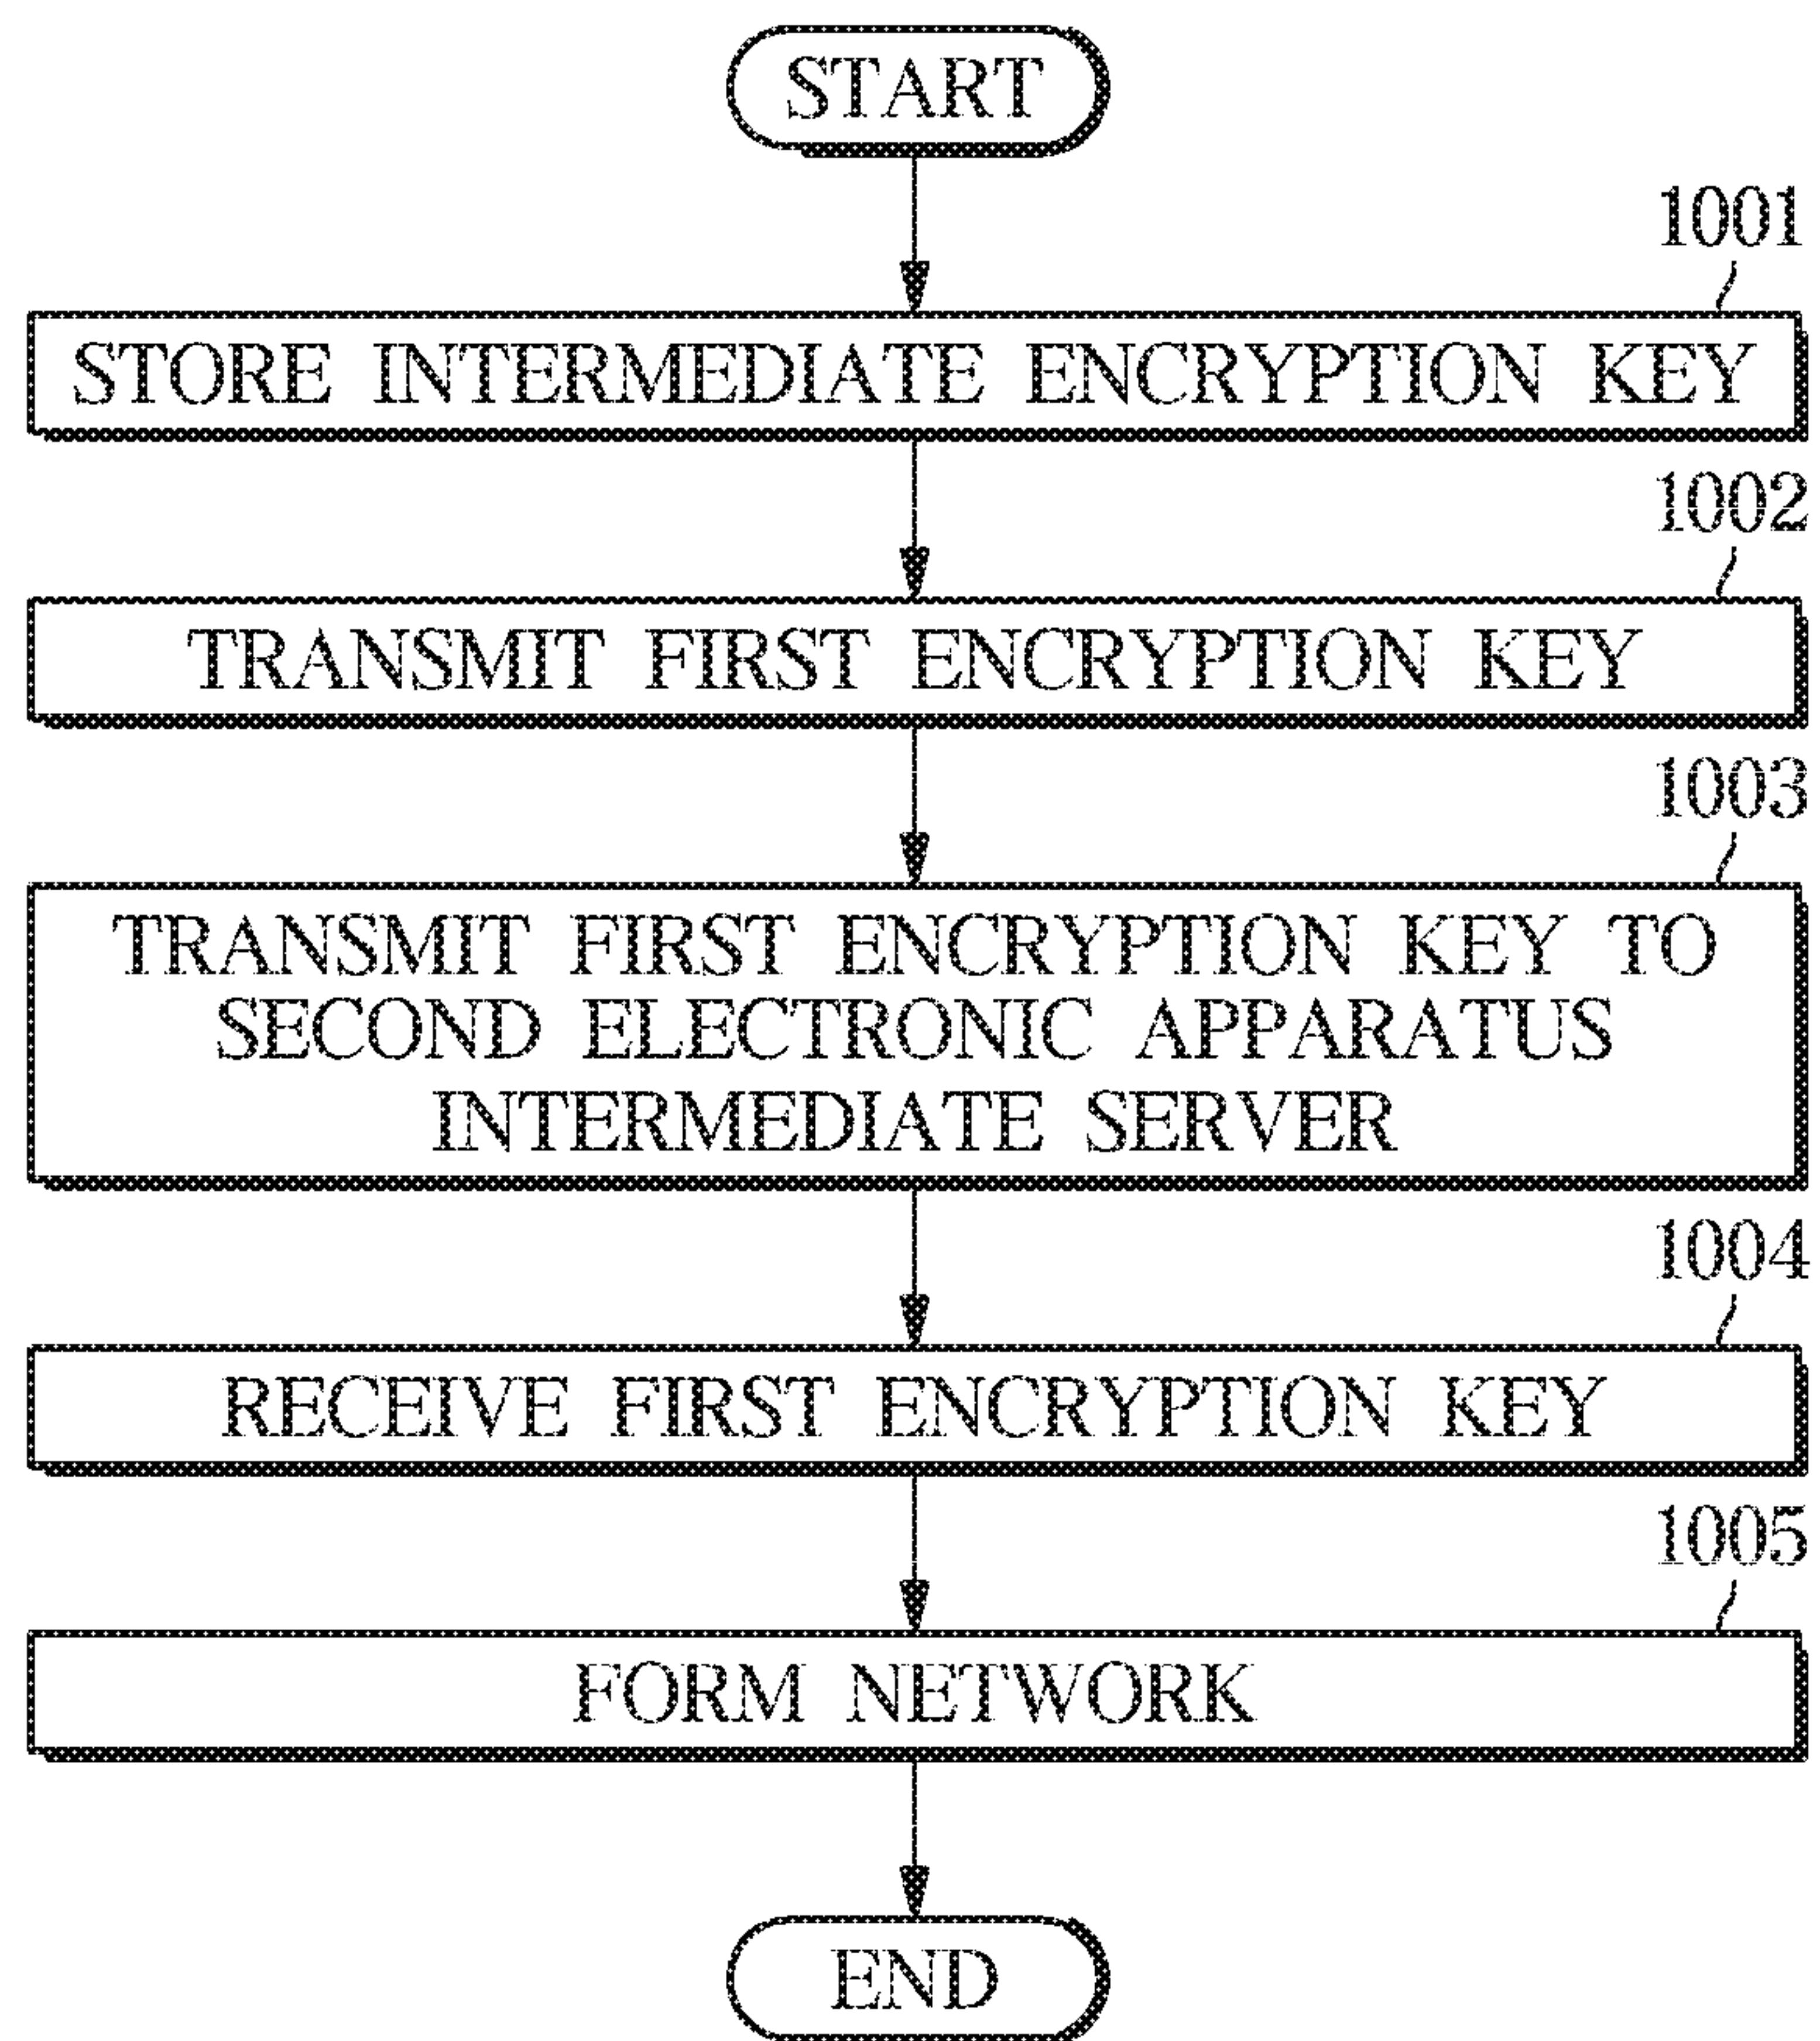 START
1001
STORE INTERMEDIATE ENCRYPTION KEY
1002
TRANSMIT FIRST ENCRYPTION KEY
1003
TRANSMIT FIRST ENCRYPTION KEY TO
SECOND ELECTRONIC APPARATUS
INTERMEDIATE SERVER
1004
RECEIVE FIRST ENCRYPTION KEY
1005
FORM NETWORK
END